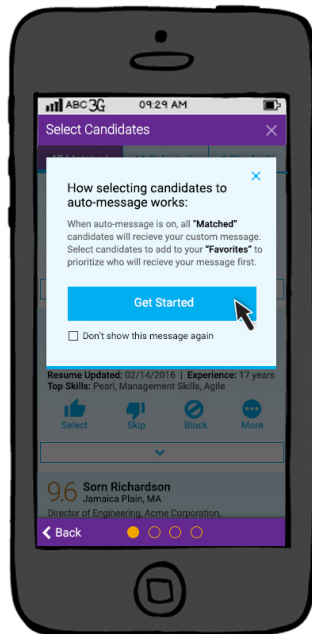 ABC 3G 09:29 AM
Select Candidates
How selecting candidates to
auto-message works:
When auto-message is on, all "Matched"
candidates will recieve your custom message.
Select candidates to add to your "Favorites" to
prioritize who will recieve your message first.
Get Started
Don't show this message again
Resume Updated: 02/14/2016 | Experience: 17 years
Top Skills: Pearl, Management Skills, Agile
Select Skip Block More
9.6 Sorn Richardson
Jamaica Plain, MA
Director of Engineering, Acme Corporation,
Back